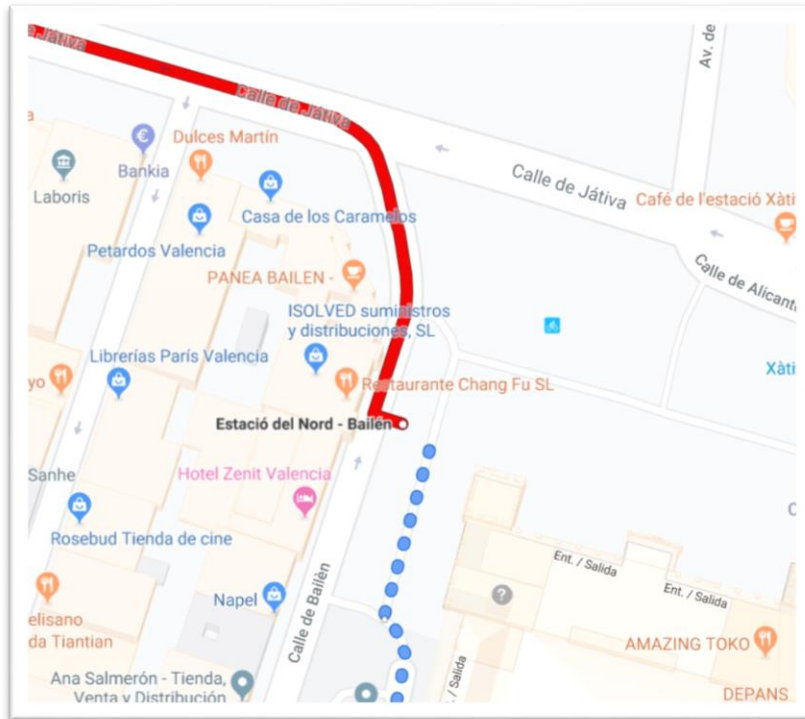 Játiva
Calle de Játiva
Av. de
Dulces Martín
€
Bankia
Laboris
Calle de Játiva
Café de l'estació Xàti
Casa de los Caramelos
Petardos Valencia
Calle de Alicant
PANEA BAILEN -
ISOLVED suministros
y distribuciones, SL
Librerías París Valencia
Xàti
yo
Restaurante Chang Fu SL
Estació del Nord - Bailén
Sanhe
Hotel Zenit Valencia
Rosebud Tienda de cine
Ent. / Salida
?
Ent. / Salida
Napel
Calle de Bailèn
elisano
da Tiantian
AMAZING TOKO
Ana Salmerón - Tienda,
Venta y Distribución
t. / Salida
DEPANS